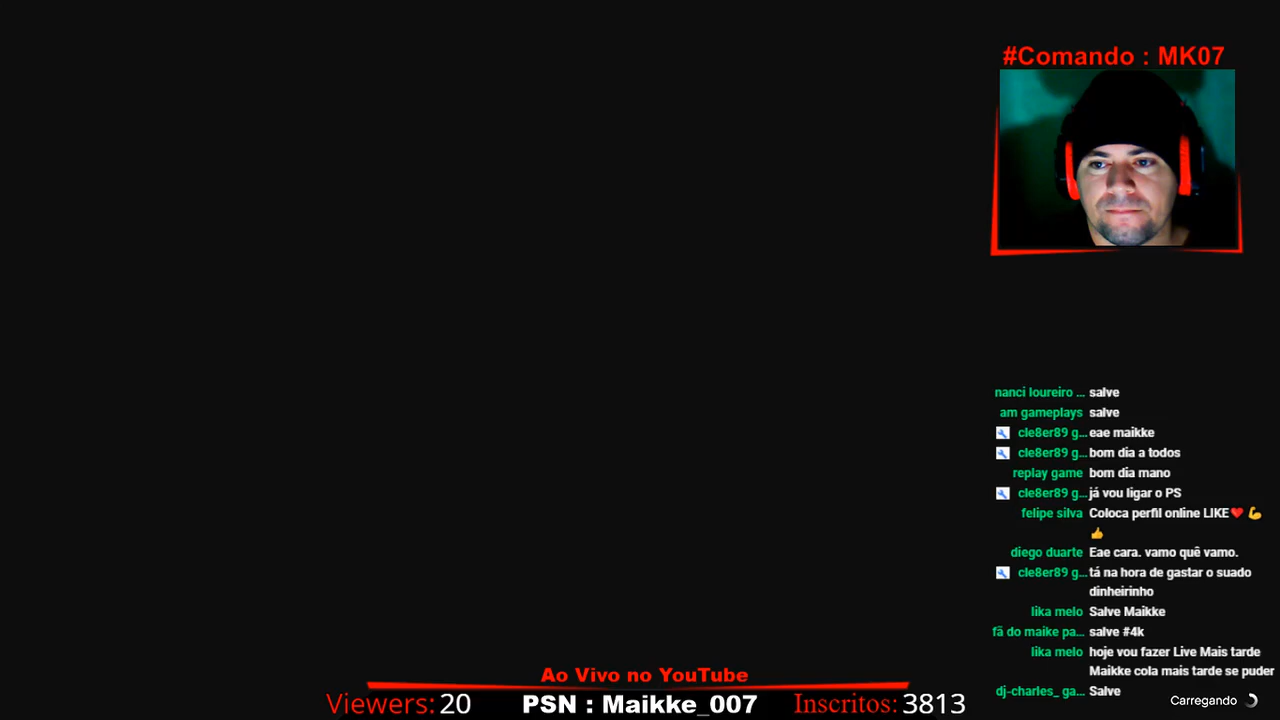 #Comando : MK07
nanci loureiro ... salve
am gameplays salve
cle8er89 g... eae maikke
cle8er89 g... bom dia a todos
replay game bom dia mano
cle8er89 g... já vou ligar o PS
felipe silva Coloca perfil online LIKE❤️ 💪
👍
diego duarte Eae cara. vamo quê vamo.
cle8er89 g... tá na hora de gastar o suado
dinheirinho
lika melo Salve Maikke
fã do maike pa... salve #4k
lika melo hoje vou fazer Live Mais tarde
Maikke cola mais tarde se puder
dj-charles_ ga... Salve
Carregando
Ao Vivo no YouTube
Viewers: 20 PSN : Maikke_007 Inscritos: 3813